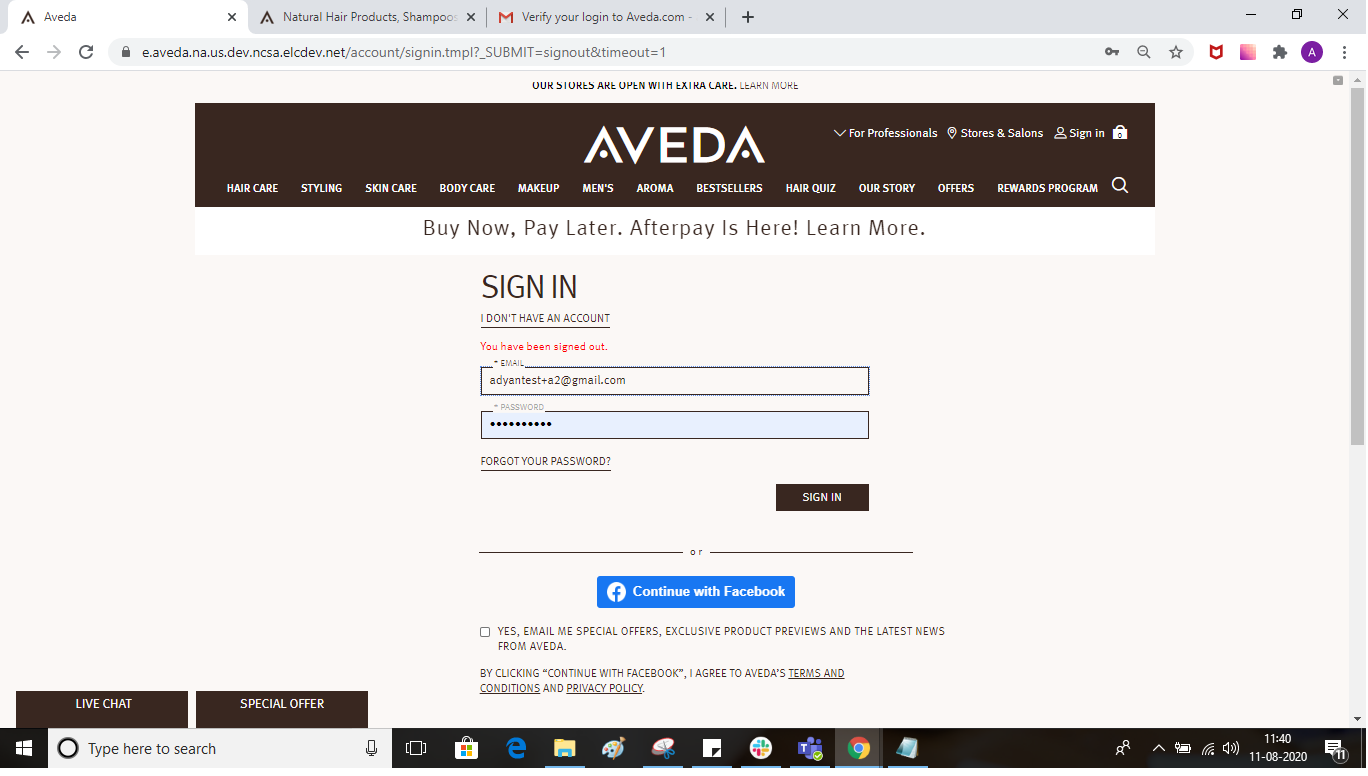 Aveda
Natural Hair Products, Shampoos
Verify your login to Aveda.com -
e.aveda.na.us.dev.ncsa.elcdev.net/account/signin.tmpl?_SUBMIT=signout&timeout=1
A
OUR STORES ARE OPEN WITH EXTRA CARE. LEARN MORE
AVEDA
For Professionals Stores & Salons Sign in 0
HAIR CARE STYLING SKIN CARE BODY CARE MAKEUP MEN'S AROMA BESTSELLERS HAIR QUIZ OUR STORY OFFERS REWARDS PROGRAM
Buy Now, Pay Later. Afterpay Is Here! Learn More.
SIGN IN
I DON'T HAVE AN ACCOUNT
You have been signed out.
* EMAIL
adyantest+a2@gmail.com
* PASSWORD
••••••••••
FORGOT YOUR PASSWORD?
SIGN IN
or
Continue with Facebook
YES, EMAIL ME SPECIAL OFFERS, EXCLUSIVE PRODUCT PREVIEWS AND THE LATEST NEWS
FROM AVEDA.
BY CLICKING “CONTINUE WITH FACEBOOK”, I AGREE TO AVEDA’S TERMS AND
CONDITIONS AND PRIVACY POLICY.
LIVE CHAT
SPECIAL OFFER
Type here to search
11:40
11-08-2020
11